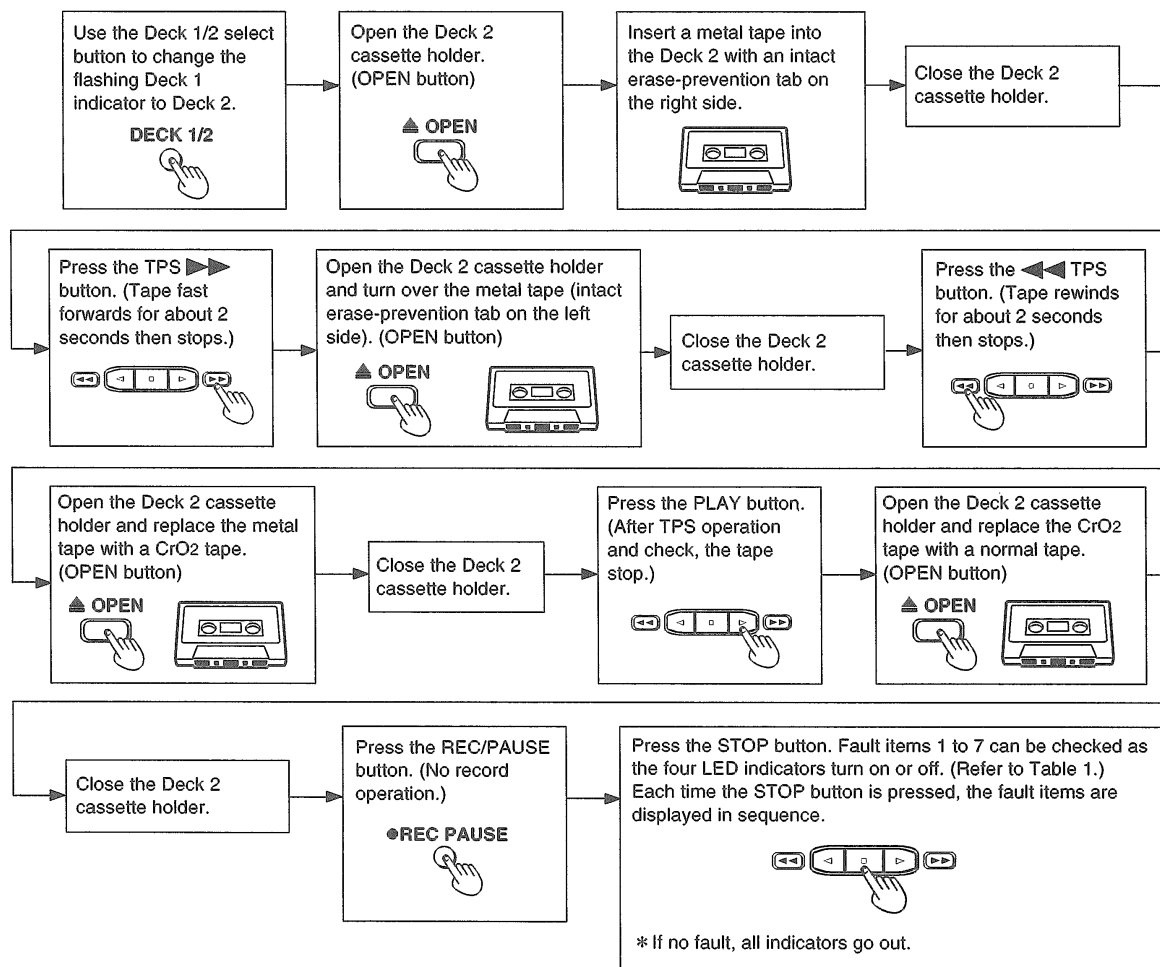 Use the Deck 1/2 select
button to change the
flashing Deck 1
indicator to Deck 2.
DECK 1/2
Open the Deck 2
cassette holder.
(OPEN button)
▲ OPEN
Insert a metal tape into
the Deck 2 with an intact
erase-prevention tab on
the right side.
Close the Deck 2
cassette holder.
Press the TPS ▶▶
button. (Tape fast
forwards for about 2
seconds then stops.)
Open the Deck 2 cassette holder
and turn over the metal tape (intact
erase-prevention tab on the left
side). (OPEN button)
▲ OPEN
Close the Deck 2
cassette holder.
Press the ◀◀ TPS
button. (Tape rewinds
for about 2 seconds
then stops.)
Open the Deck 2 cassette
holder and replace the metal
tape with a CrO2 tape.
(OPEN button)
▲ OPEN
Close the Deck 2
cassette holder.
Press the PLAY button.
(After TPS operation
and check, the tape
stop.)
Open the Deck 2 cassette
holder and replace the CrO2
tape with a normal tape.
(OPEN button)
▲ OPEN
Close the Deck 2
cassette holder.
Press the REC/PAUSE
button. (No record
operation.)
●REC PAUSE
Press the STOP button. Fault items 1 to 7 can be checked as
the four LED indicators turn on or off. (Refer to Table 1.)
Each time the STOP button is pressed, the fault items are
displayed in sequence.
* If no fault, all indicators go out.